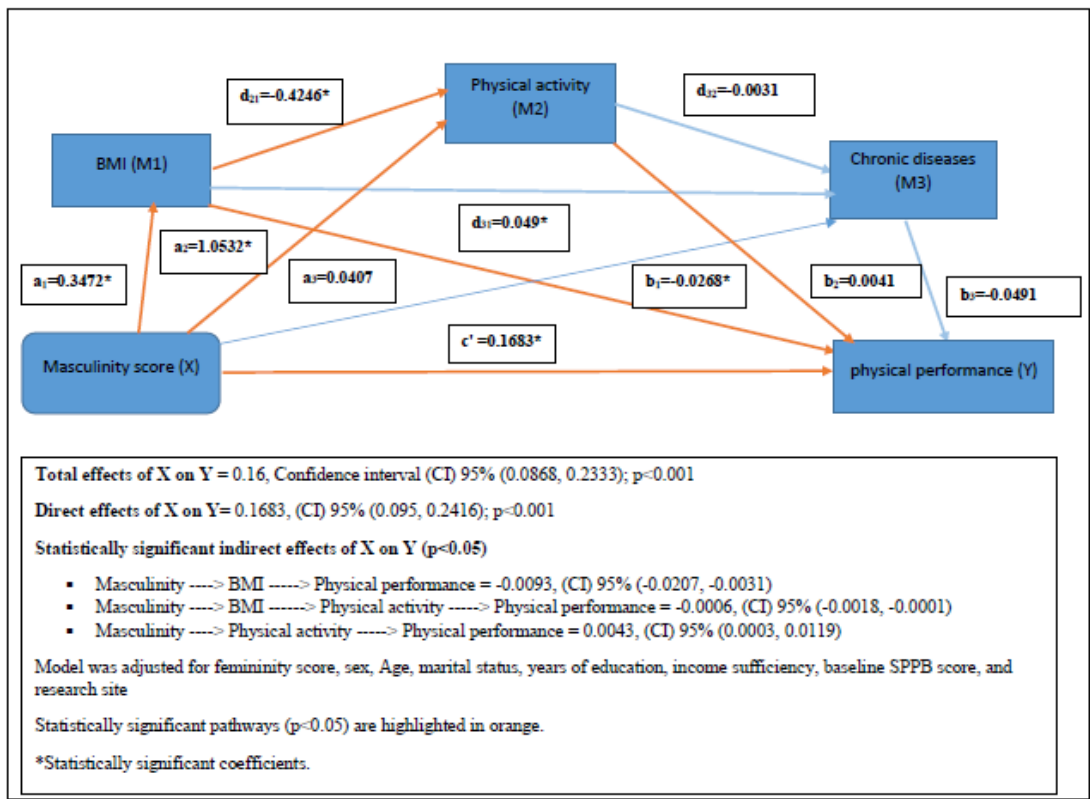 d₂₁=-0.4246*
Physical activity
(M2)
d₃₂=-0.0031
BMI (M1)
Chronic diseases
(M3)
d₃₁=0.049*
a₂=1.0532*
a₁=0.3472*
a₃=0.0407
b₁=-0.0268*
b₂=0.0041
b₃=-0.0491
c' =0.1683*
Masculinity score (X)
physical performance (Y)
Total effects of X on Y = 0.16, Confidence interval (CI) 95% (0.0868, 0.2333); p<0.001
Direct effects of X on Y= 0.1683, (CI) 95% (0.095, 0.2416); p<0.001
Statistically significant indirect effects of X on Y (p<0.05)
▪ Masculinity ----> BMI -----> Physical performance = -0.0093, (CI) 95% (-0.0207, -0.0031)
▪ Masculinity ----> BMI ------> Physical activity -----> Physical performance = -0.0006, (CI) 95% (-0.0018, -0.0001)
▪ Masculinity ----> Physical activity -----> Physical performance = 0.0043, (CI) 95% (0.0003, 0.0119)
Model was adjusted for femininity score, sex, Age, marital status, years of education, income sufficiency, baseline SPPB score, and
research site
Statistically significant pathways (p<0.05) are highlighted in orange.
*Statistically significant coefficients.